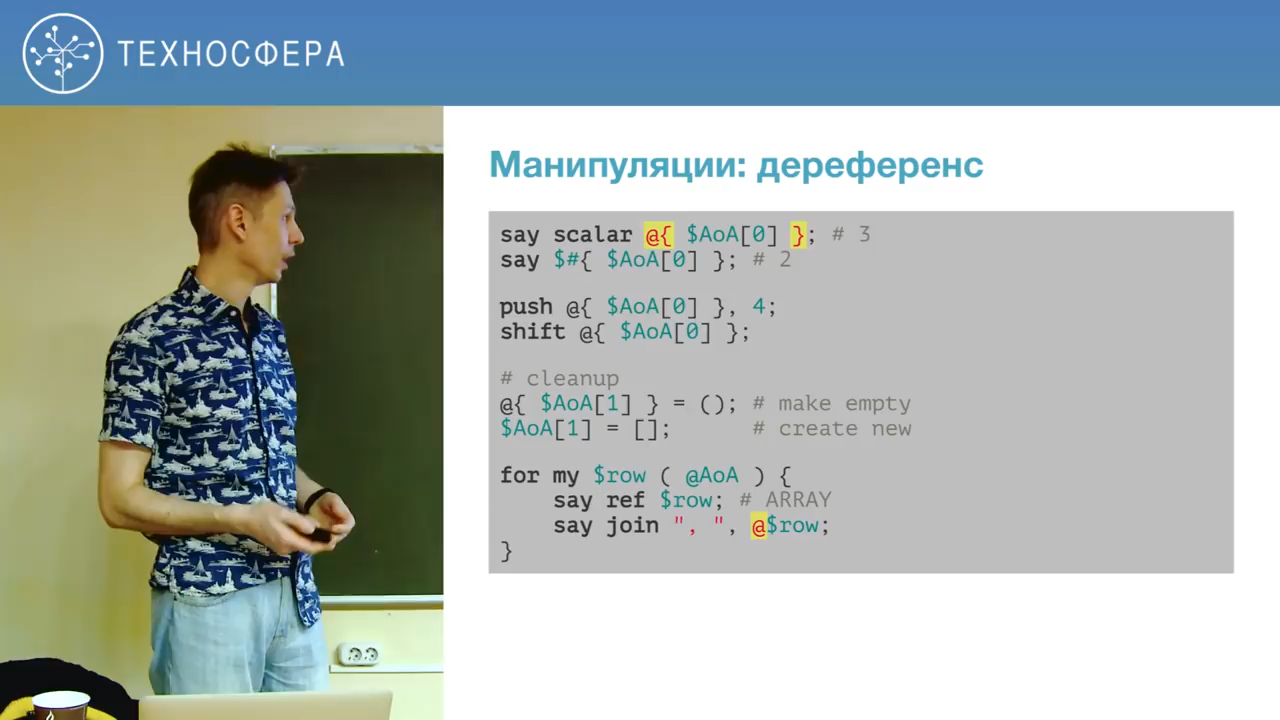 ТЕХНОСФЕРА
Манипуляции: дереференс
say scalar @{ $AoA[0] }; # 3
say $#{ $AoA[0] }; # 2
push @{ $AoA[0] }, 4;
shift @{ $AoA[0] };
# cleanup
@{ $AoA[1] } = (); # make empty
$AoA[1] = [];      # create new
for my $row ( @AoA ) {
    say ref $row; # ARRAY
    say join ", ", @$row;
}